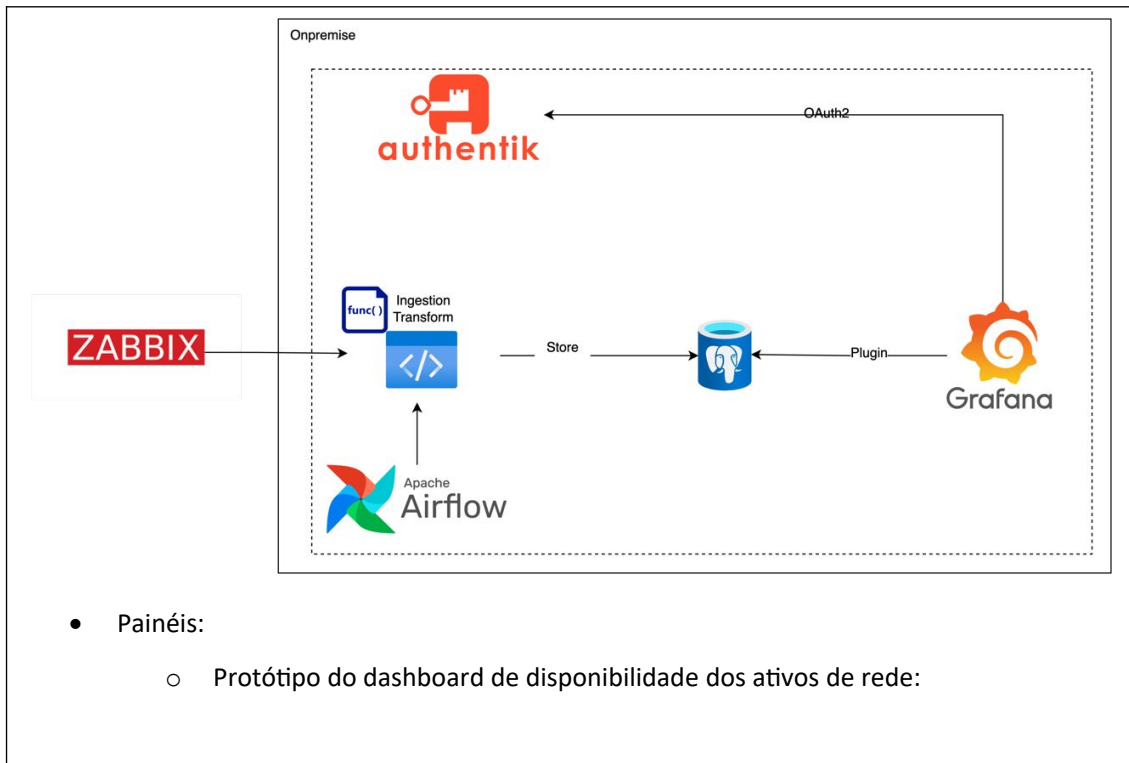 Onpremise
authentik
OAuth2
func( )
Ingestion
Transform
</>
ZABBIX
Store
Plugin
Grafana
Apache
Airflow
• Painéis:
o Protótipo do dashboard de disponibilidade dos ativos de rede: